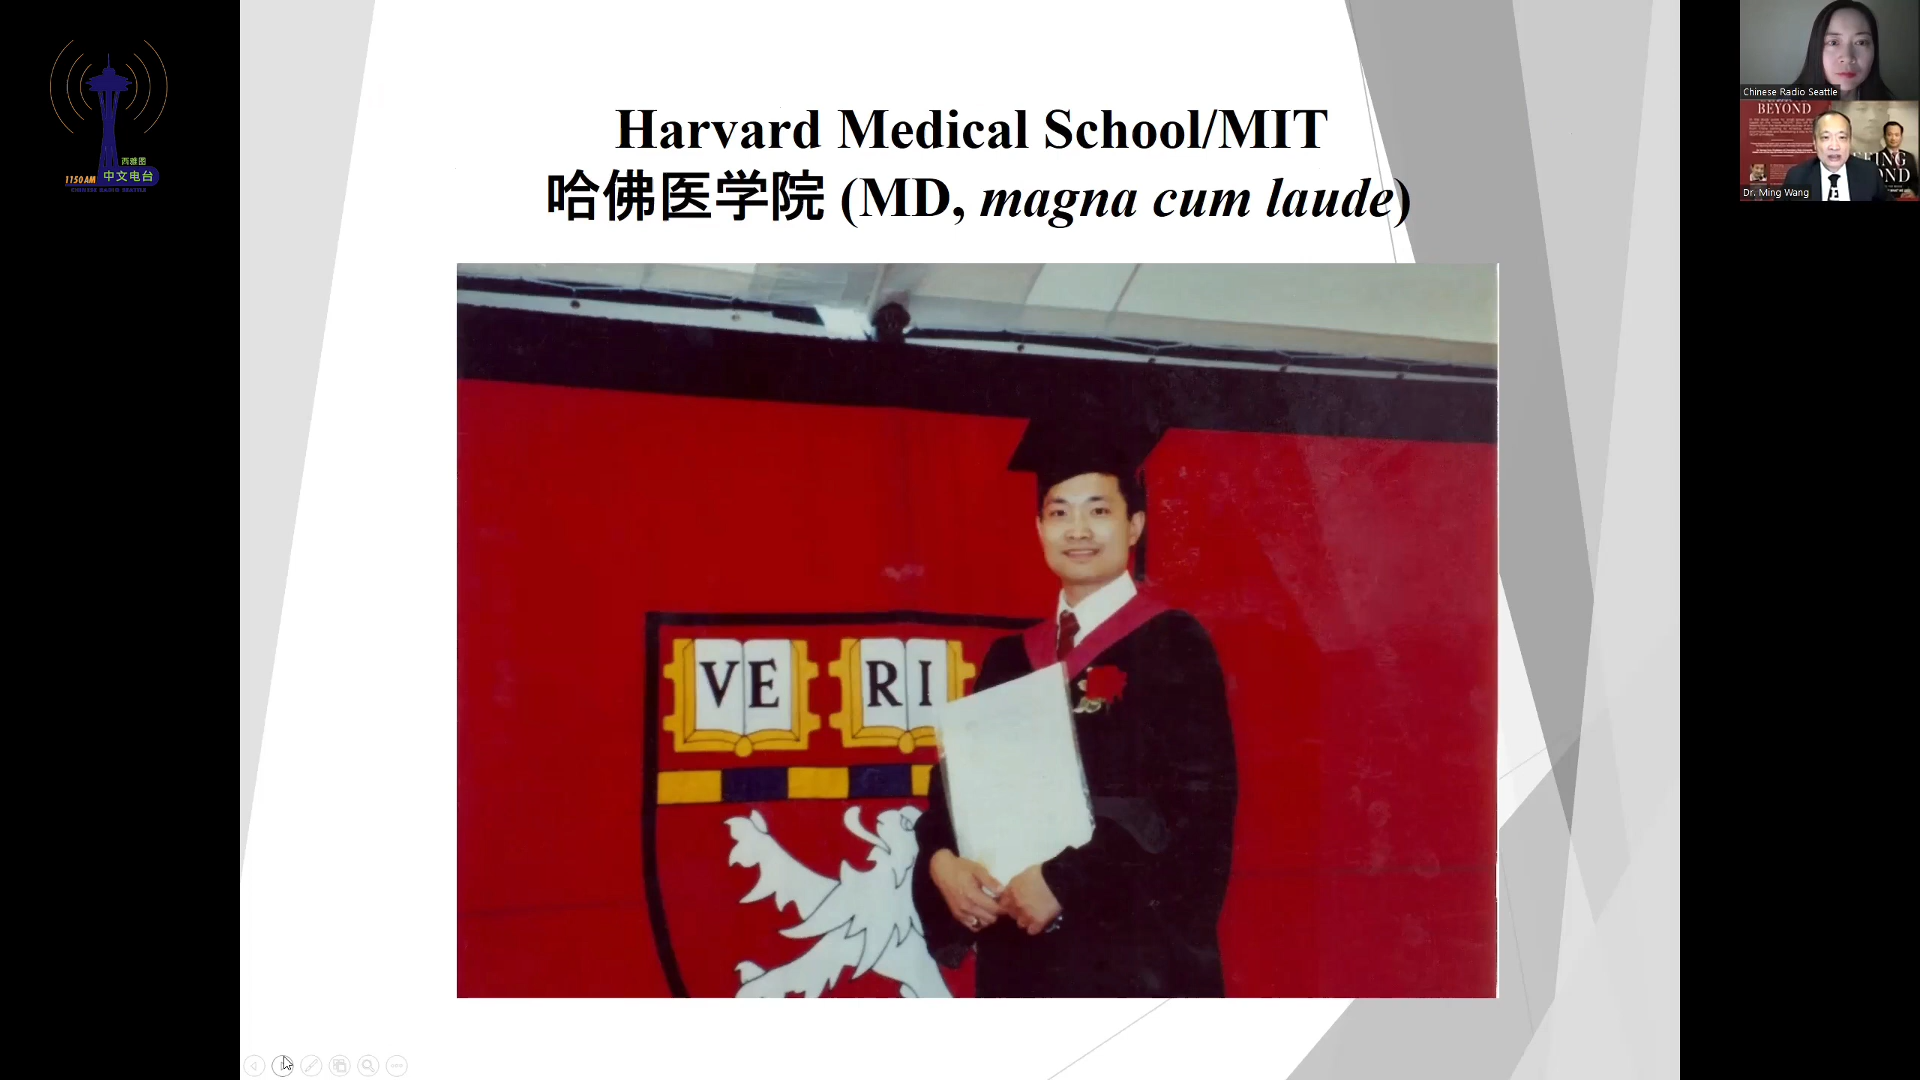 Harvard Medical School/MIT
哈佛医学院 (MD, magna cum laude)
VE RI
西雅图
1150 AM 中文电台
CHINESE RADIO SEATTLE
Chinese Radio Seattle
BEYOND
Dr. Ming Wang